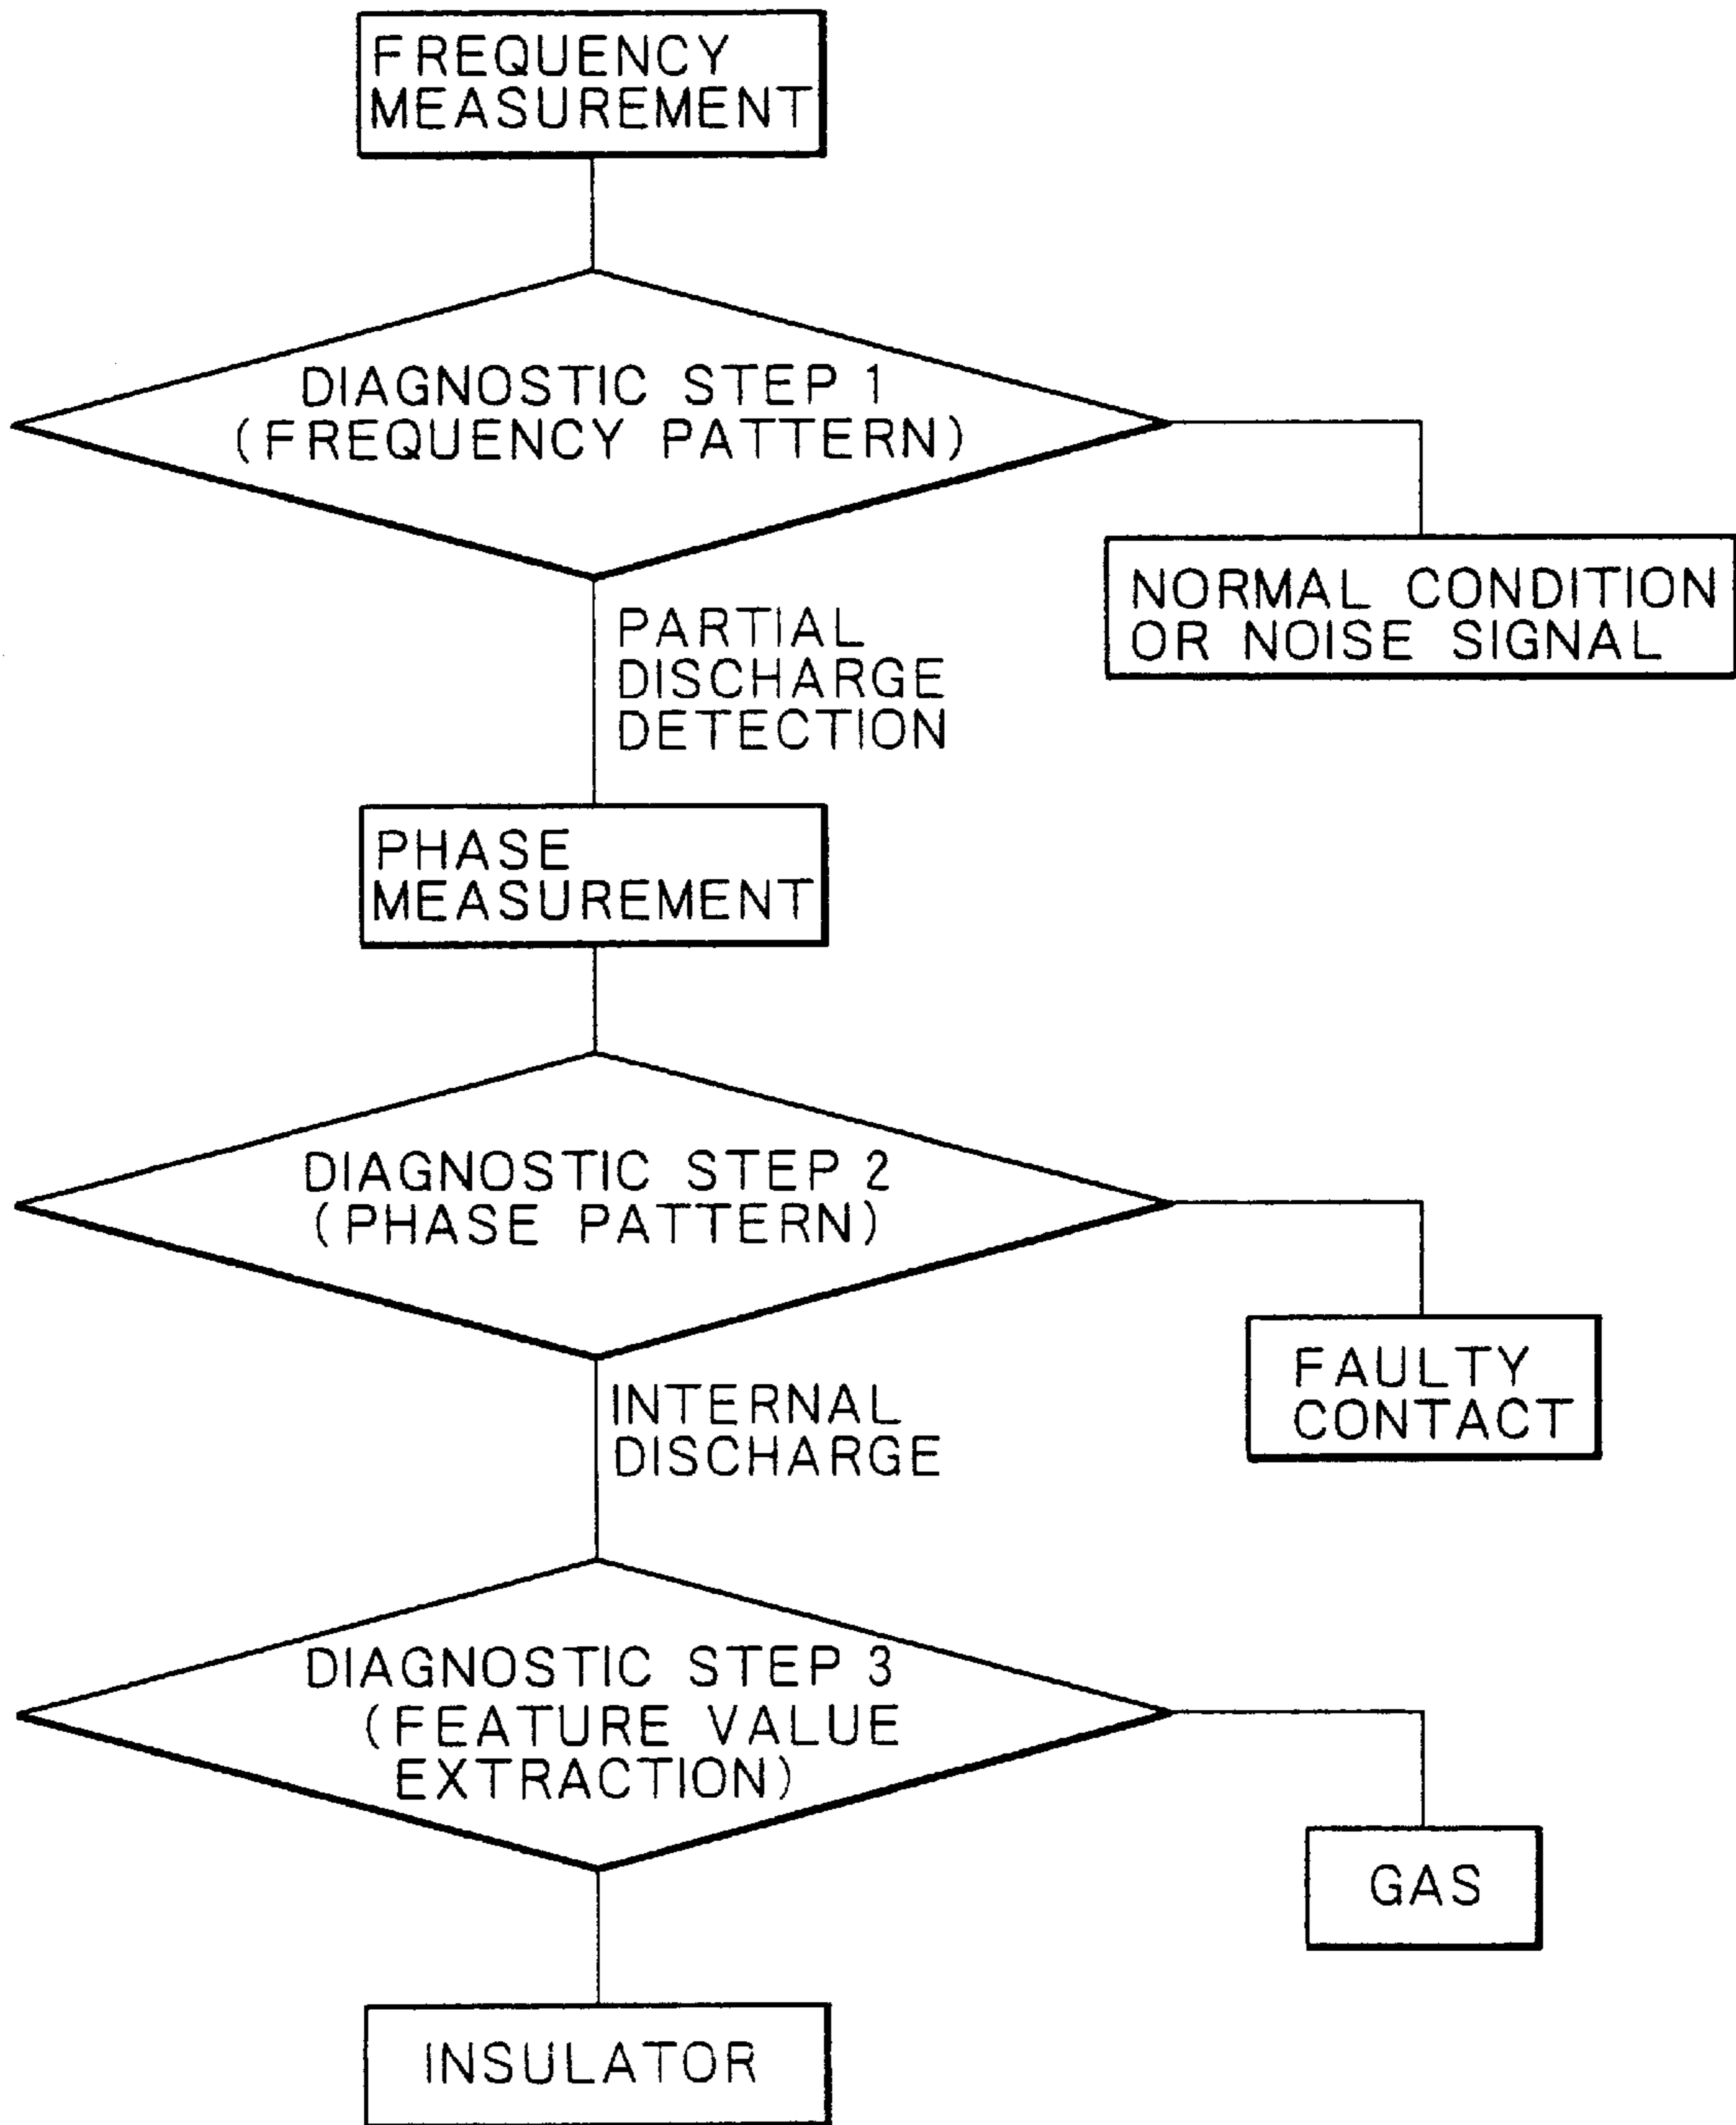 FREQUENCY
MEASUREMENT
DIAGNOSTIC STEP 1
(FREQUENCY PATTERN)
NORMAL CONDITION
OR NOISE SIGNAL
PARTIAL
DISCHARGE
DETECTION
PHASE
MEASUREMENT
DIAGNOSTIC STEP 2
(PHASE PATTERN)
FAULTY
CONTACT
INTERNAL
DISCHARGE
DIAGNOSTIC STEP 3
(FEATURE VALUE
EXTRACTION)
GAS
INSULATOR